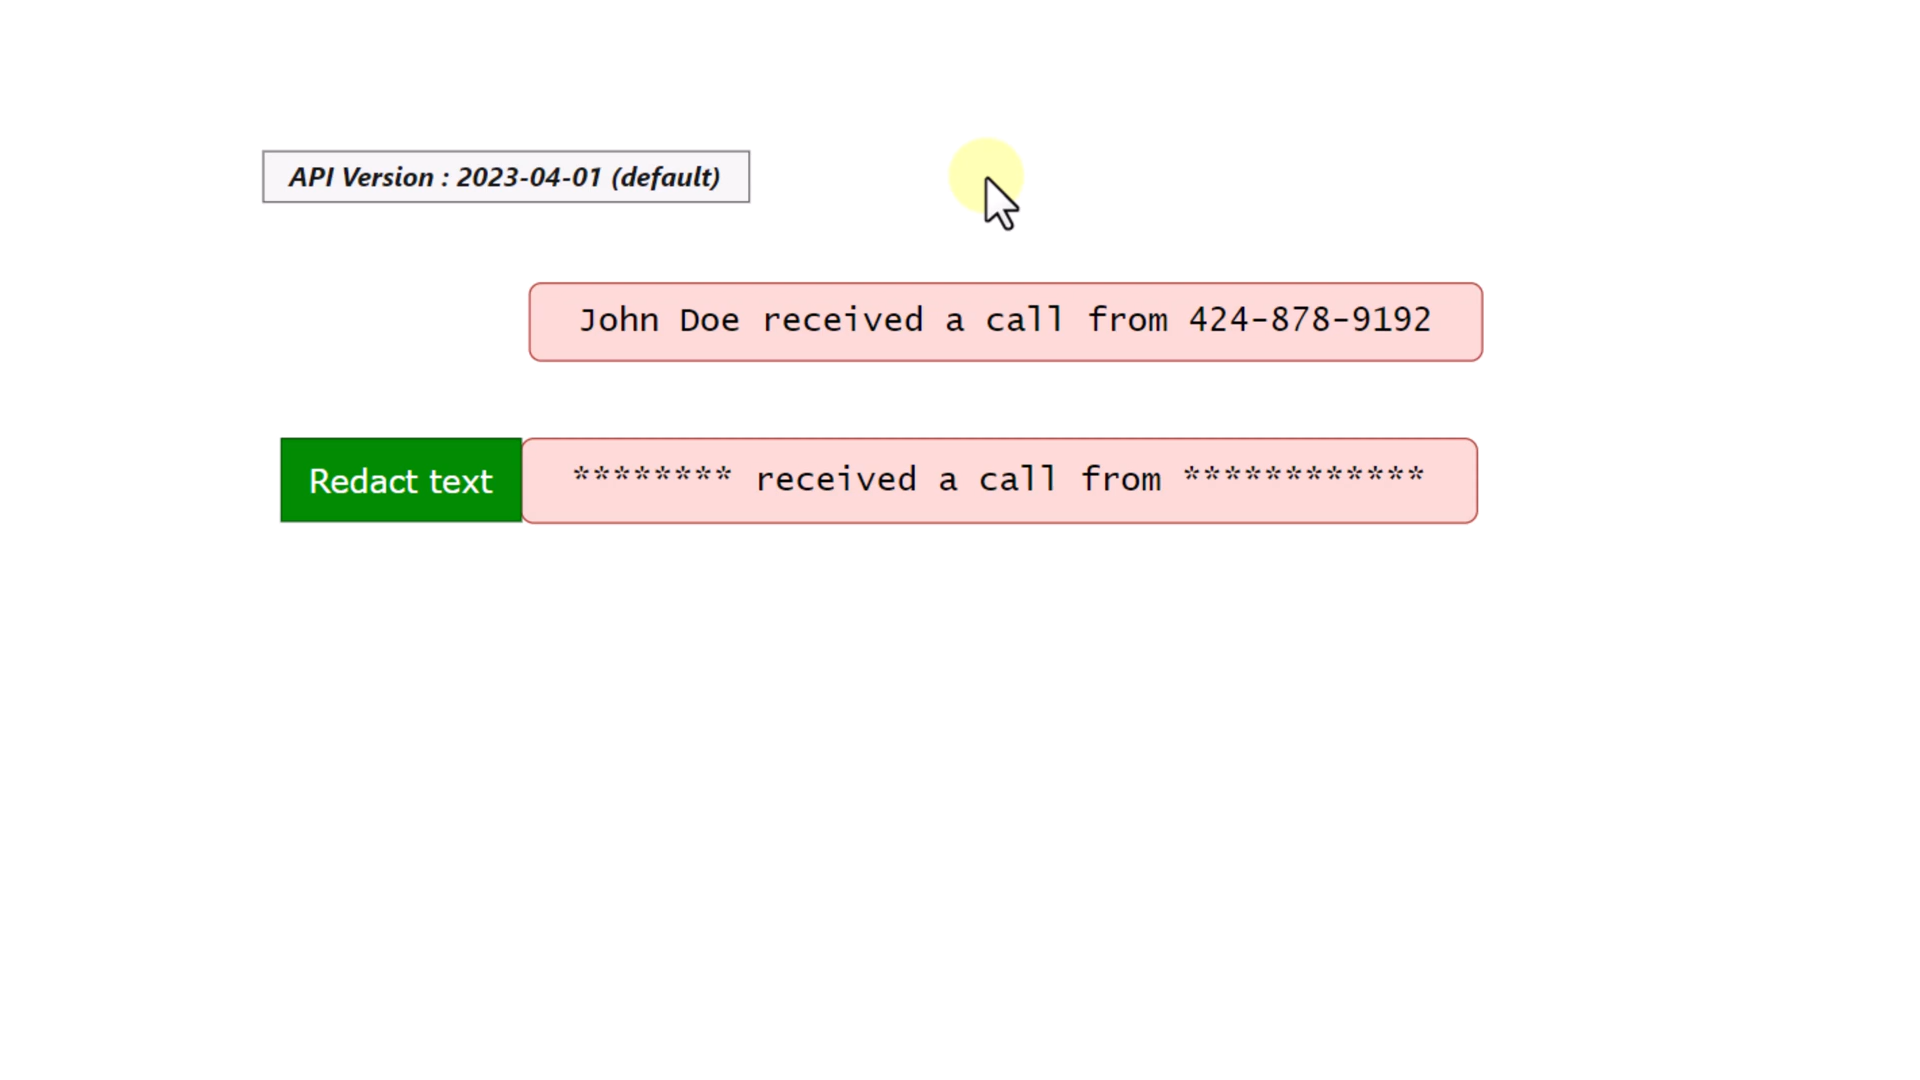 API Version : 2023-04-01 (default)
John Doe received a call from 424-878-9192
Redact text ******** received a call from ************